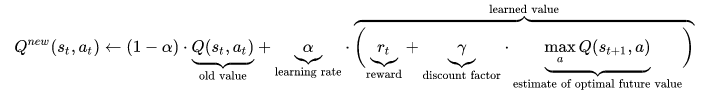 learned value
Q^{new}(s_t, a_t) ← (1 − α) · Q(s_t, a_t) + α · ( r_t + γ · max_a Q(s_{t+1}, a) )
old value learning rate reward discount factor estimate of optimal future value